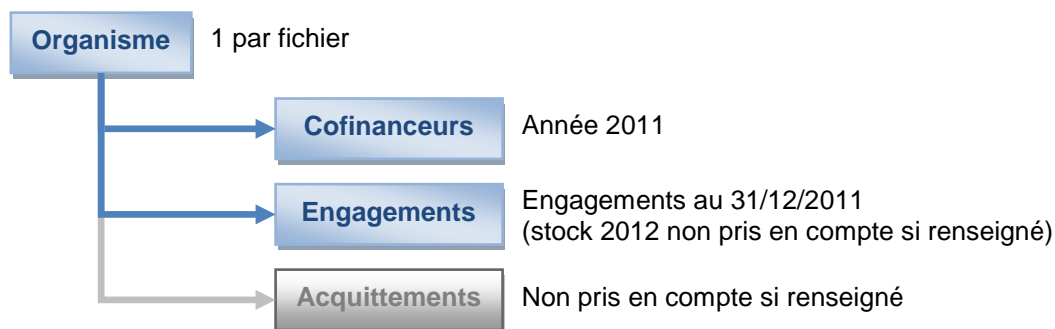 Organisme 1 par fichier
Cofinanceurs Année 2011
Engagements Engagements au 31/12/2011
(stock 2012 non pris en compte si renseigné)
Acquittements Non pris en compte si renseigné